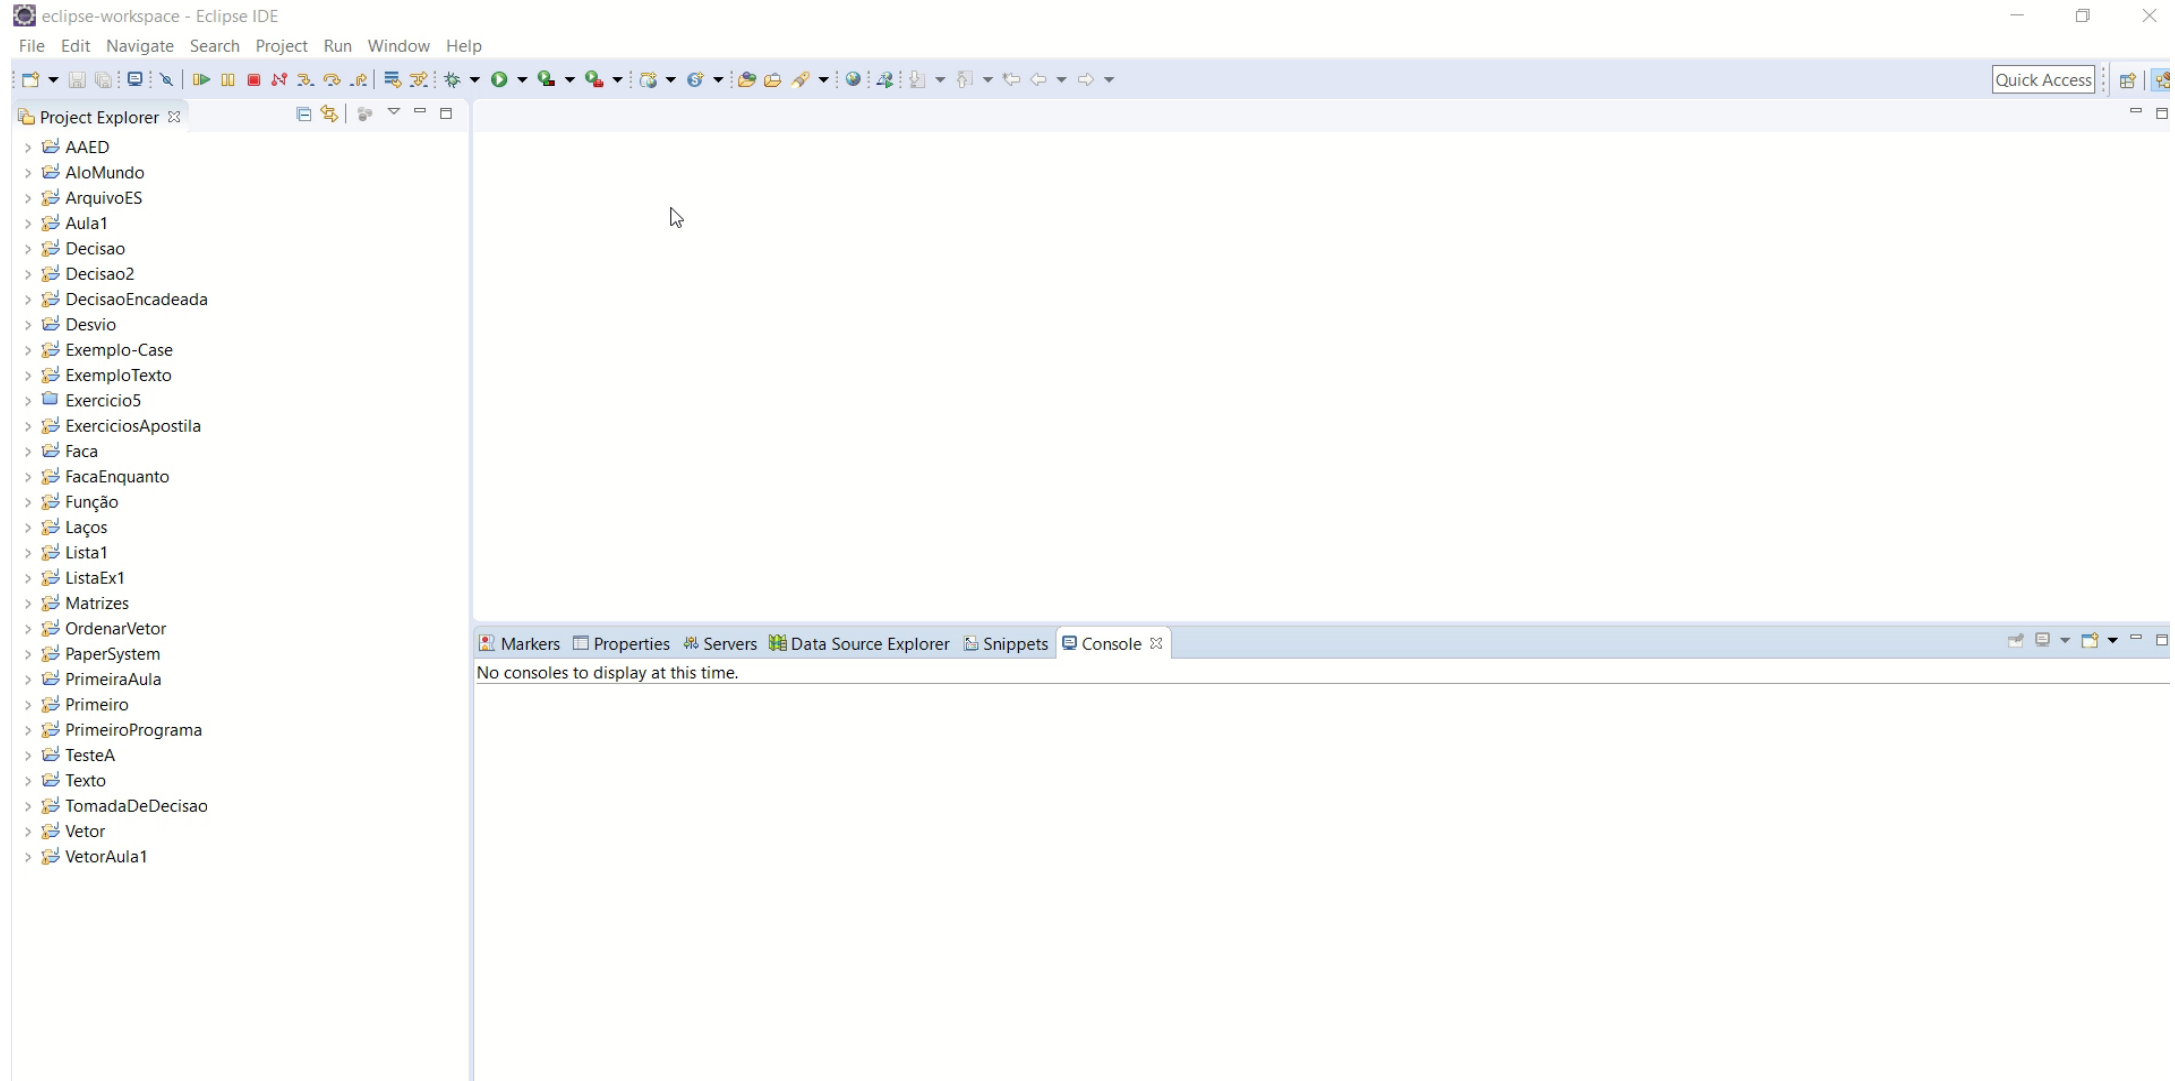 eclipse-workspace - Eclipse IDE
File Edit Navigate Search Project Run Window Help
Quick Access
Project Explorer
AAED
AloMundo
ArquivoES
Aula1
Decisao
Decisao2
DecisaoEncadeada
Desvio
Exemplo-Case
ExemploTexto
Exercicio5
ExerciciosApostila
Faca
FacaEnquanto
Função
Laços
Lista1
ListaEx1
Matrizes
OrdenarVetor
PaperSystem
PrimeiraAula
Primeiro
PrimeiroPrograma
TesteA
Texto
TomadaDeDecisao
Vetor
VetorAula1
Markers Properties Servers Data Source Explorer Snippets Console
No consoles to display at this time.